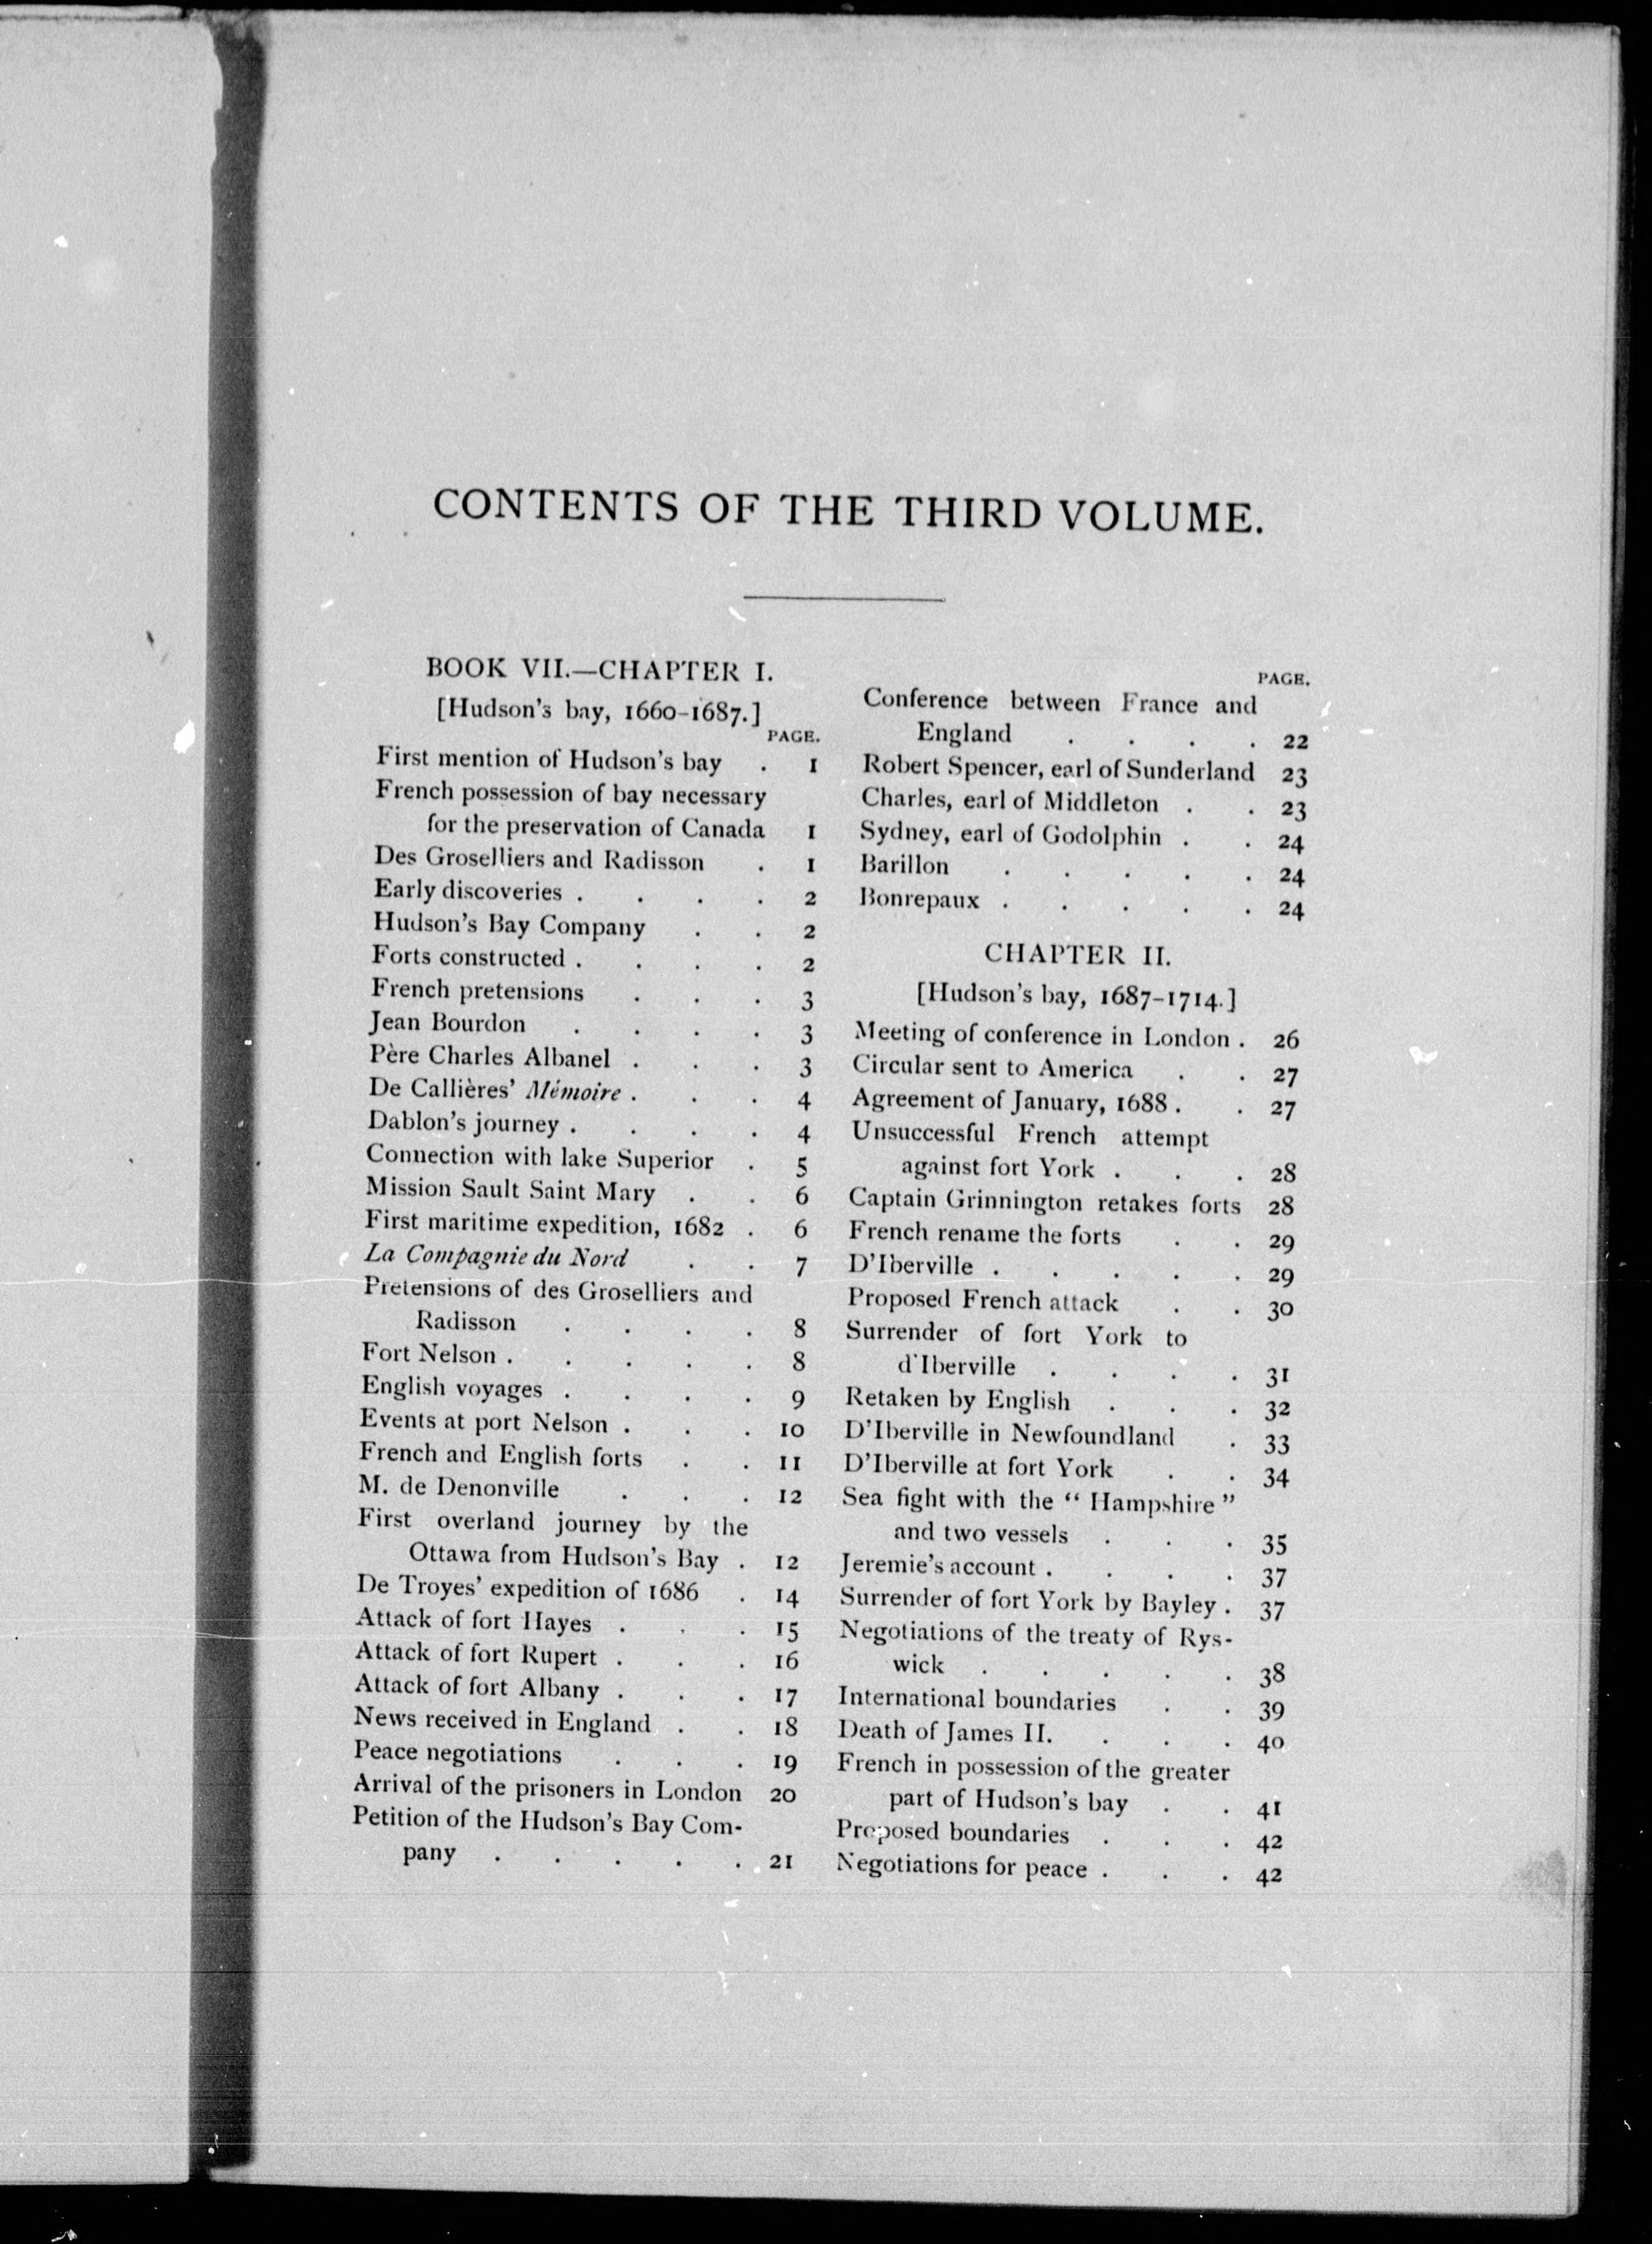 CONTENTS OF THE THIRD VOLUME.
BOOK VII.—CHAPTER I.
[Hudson's bay, 1660-1687.]
PAGE.
First mention of Hudson's bay . 1
French possession of bay necessary
for the preservation of Canada 1
Des Groselliers and Radisson . 1
Early discoveries . . . . 2
Hudson's Bay Company . . 2
Forts constructed . . . . 2
French pretensions . . . 3
Jean Bourdon . . . . 3
Père Charles Albanel . . . 3
De Callières' Mémoire . . . 4
Dablon's journey . . . . 4
Connection with lake Superior . 5
Mission Sault Saint Mary . . 6
First maritime expedition, 1682 . 6
La Compagnie du Nord . . 7
Pretensions of des Groselliers and
Radisson . . . . 8
Fort Nelson . . . . . 8
English voyages . . . . 9
Events at port Nelson . . . 10
French and English forts . . 11
M. de Denonville . . . 12
First overland journey by the
Ottawa from Hudson's Bay . 12
De Troyes' expedition of 1686 . 14
Attack of fort Hayes . . . 15
Attack of fort Rupert . . . 16
Attack of fort Albany . . . 17
News received in England . . 18
Peace negotiations . . . 19
Arrival of the prisoners in London 20
Petition of the Hudson's Bay Com-
pany . . . . . 21
PAGE.
Conference between France and
England . . . . 22
Robert Spencer, earl of Sunderland 23
Charles, earl of Middleton . . 23
Sydney, earl of Godolphin . . 24
Barillon . . . . . 24
Bonrepaux . . . . . 24
CHAPTER II.
[Hudson's bay, 1687-1714.]
Meeting of conference in London . 26
Circular sent to America . . 27
Agreement of January, 1688 . . 27
Unsuccessful French attempt
against fort York . . . 28
Captain Grinnington retakes forts 28
French rename the forts . . 29
D'Iberville . . . . . 29
Proposed French attack . . 30
Surrender of fort York to
d'Iberville . . . . 31
Retaken by English . . . 32
D'Iberville in Newfoundland . 33
D'Iberville at fort York . . 34
Sea fight with the “ Hampshire ”
and two vessels . . . 35
Jeremie's account . . . . 37
Surrender of fort York by Bayley . 37
Negotiations of the treaty of Rys-
wick . . . . . 38
International boundaries . . 39
Death of James II. . . . 40
French in possession of the greater
part of Hudson's bay . . 41
Proposed boundaries . . . 42
Negotiations for peace . . . 42